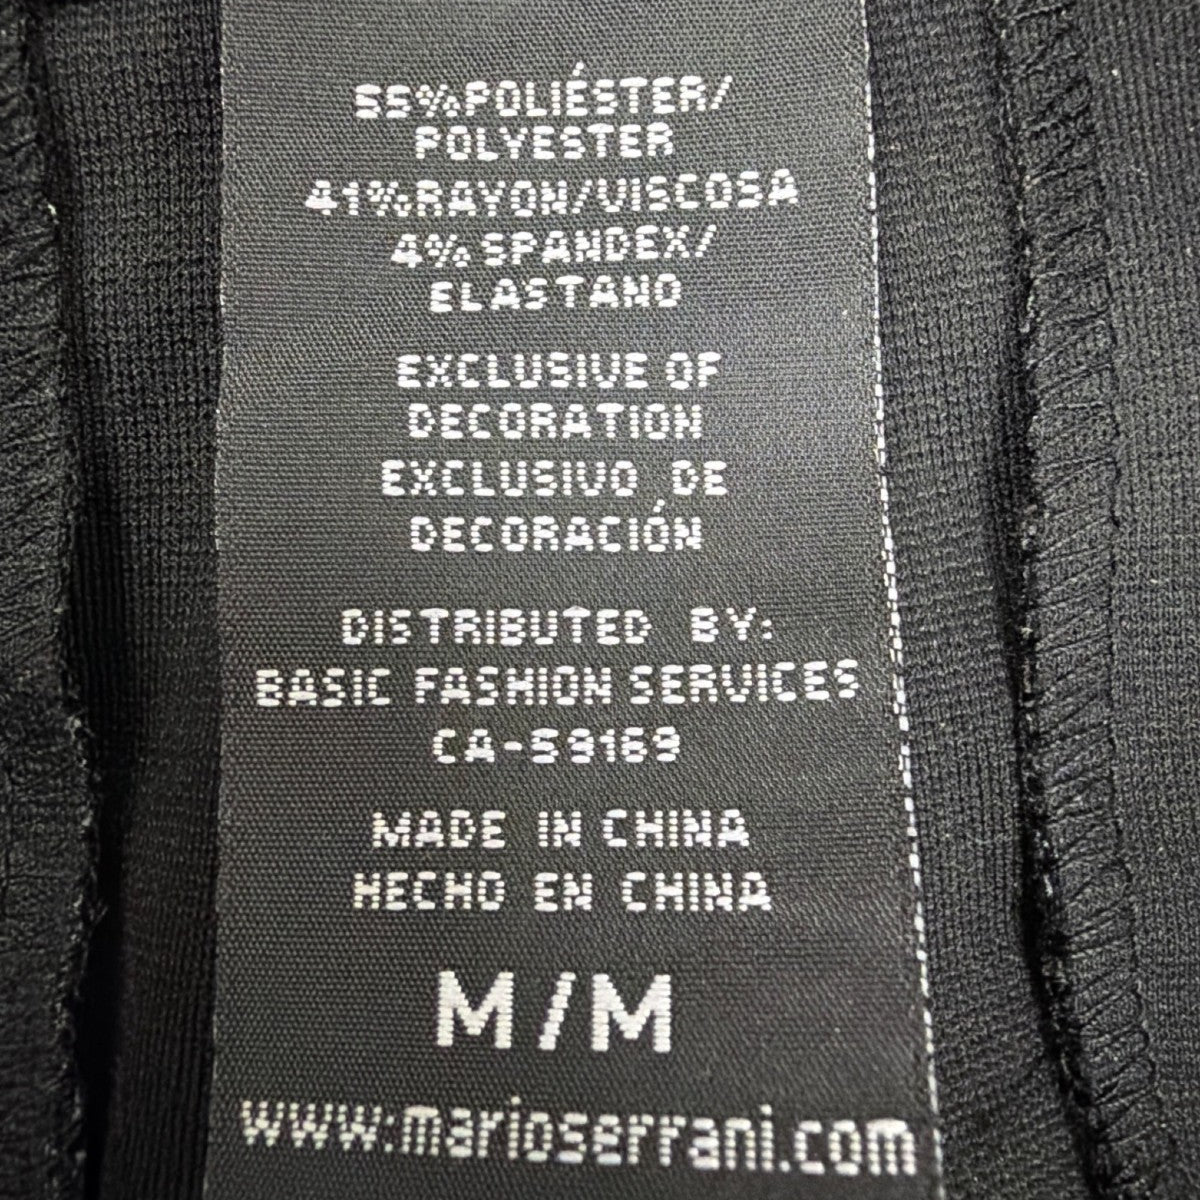 55%POLIÉSTER/
POLYESTER
41%RAYON/VISCOSA
4%SPANDEX/
ELASTANO
EXCLUSIVE OF
DECORATION
EXCLUSIVO DE
DECORACIÓN
DISTRIBUTED BY:
BASIC FASHION SERVICES
CA-59169
MADE IN CHINA
HECHO EN CHINA
M/M
www.marioserrani.com